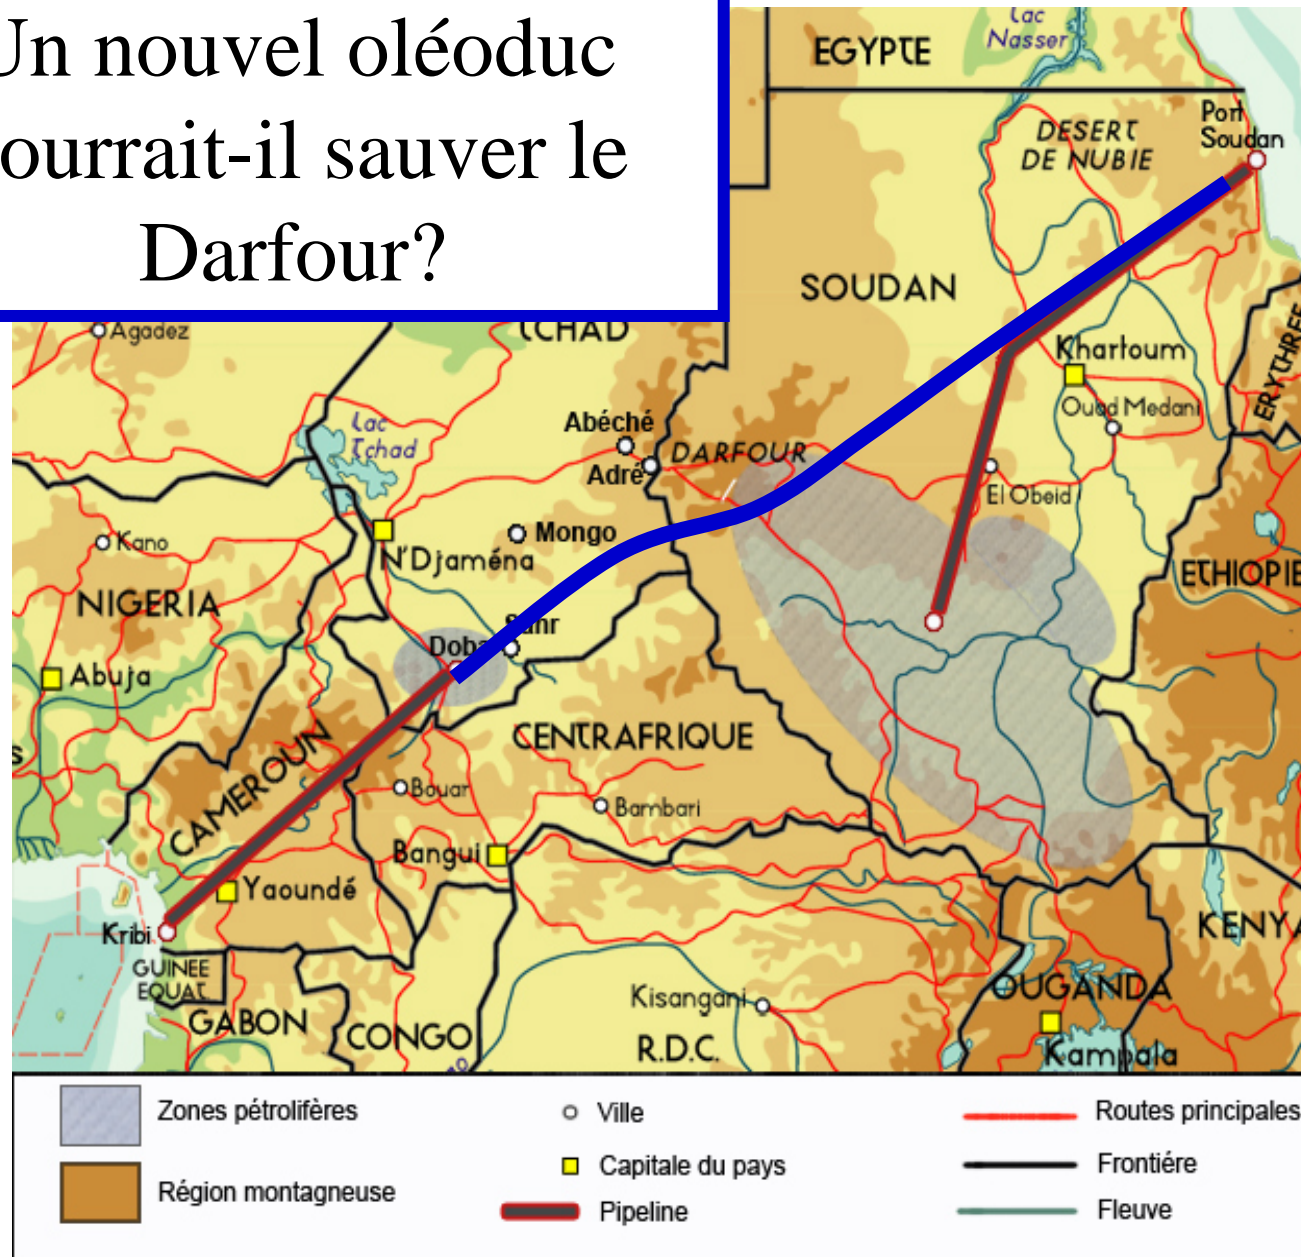 Un nouvel oléoduc
ourrait-il sauver le
Darfour?
EGYPTE
Lac
Nasser
Port
Soudan
DESERT
DE NUBIE
SOUDAN
TCHAD
Agadez
Khartoum
ERYTHREE
Ouad Medani
Lac
Tchad
Abéché
DARFOUR
Adré
El Obeid
Kano
Mongo
N'Djaména
ETHIOPIE
NIGERIA
Sahr
Doba
Abuja
S
CENTRAFRIQUE
CAMEROUN
Bouar
Bambari
Bangui
Yaoundé
Kribi
KENYA
GUINEE
EQUAT.
OUGANDA
Kisangani
GABON
CONGO
R.D.C.
Kampala
Zones pétrolifères
Ville
Routes principales
Région montagneuse
Capitale du pays
Frontiére
Pipeline
Fleuve